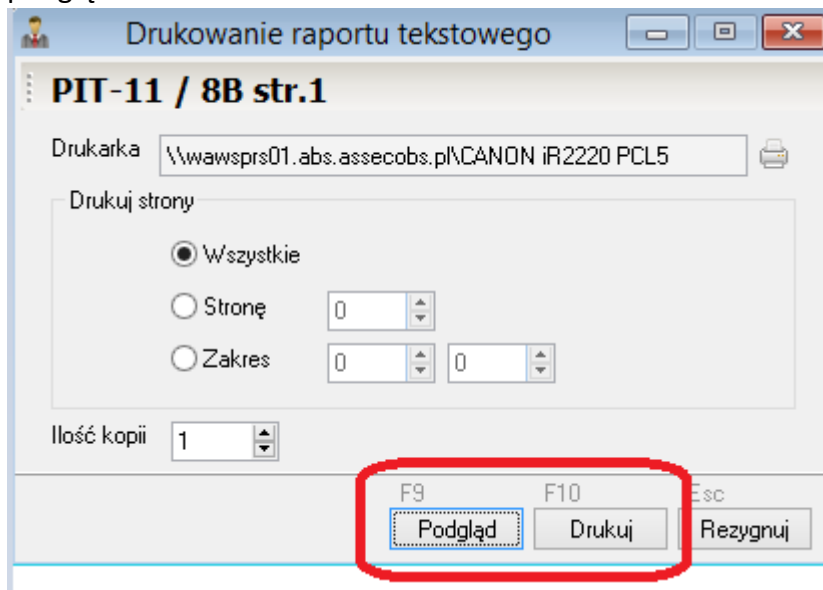 Drukowanie raportu tekstowego
PIT-11 / 8B str.1
Drukarka \\wawsprs01.abs.assecobs.pl\CANON iR2220 PCL5
Drukuj strony
Wszystkie
Stronę 0
Zakres 0 0
Ilość kopii 1
F9 F10 Esc
Podgląd Drukuj Rezygnuj